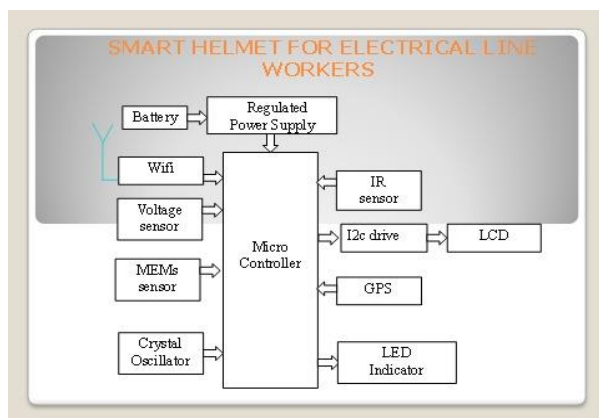 SMART HELMET FOR ELECTRICAL LINE
WORKERS
Battery
Regulated
Power Supply
Wifi
IR
sensor
Voltage
sensor
I2c drive
LCD
Micro
Controller
MEMs
sensor
GPS
Crystal
Oscillator
LED
Indicator